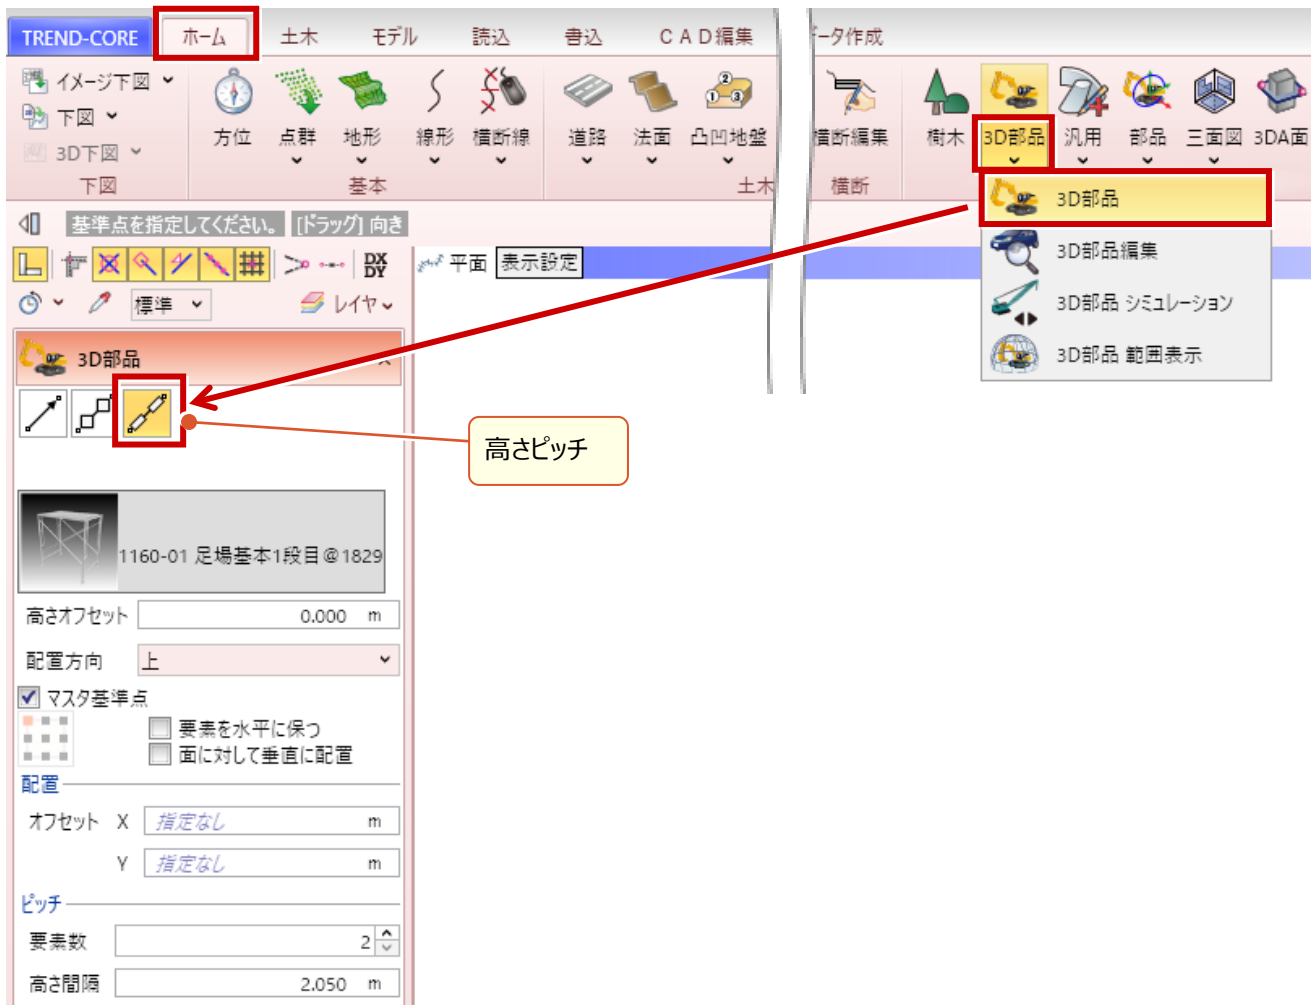 TREND-CORE ホーム 土木 モデル 読込 書込 CAD編集 データ作成
イメージ下図
下図
3D下図
方位 点群 地形 線形 横断線 道路 法面 凸凹地盤 横断編集 樹木 3D部品 汎用 部品 三面図 3DA面
下図 基本 土木 横断
3D部品
3D部品編集
3D部品 シミュレーション
3D部品 範囲表示
基準点を指定してください。 [ドラッグ] 向き
DX
DY
平面 表示設定
標準 レイヤ
3D部品
高さピッチ
1160-01 足場基本1段目@1829
高さオフセット 0.000 m
配置方向 上
マスタ基準点
要素を水平に保つ
面に対して垂直に配置
配置
オフセット X 指定なし m
Y 指定なし m
ピッチ
要素数 2
高さ間隔 2.050 m